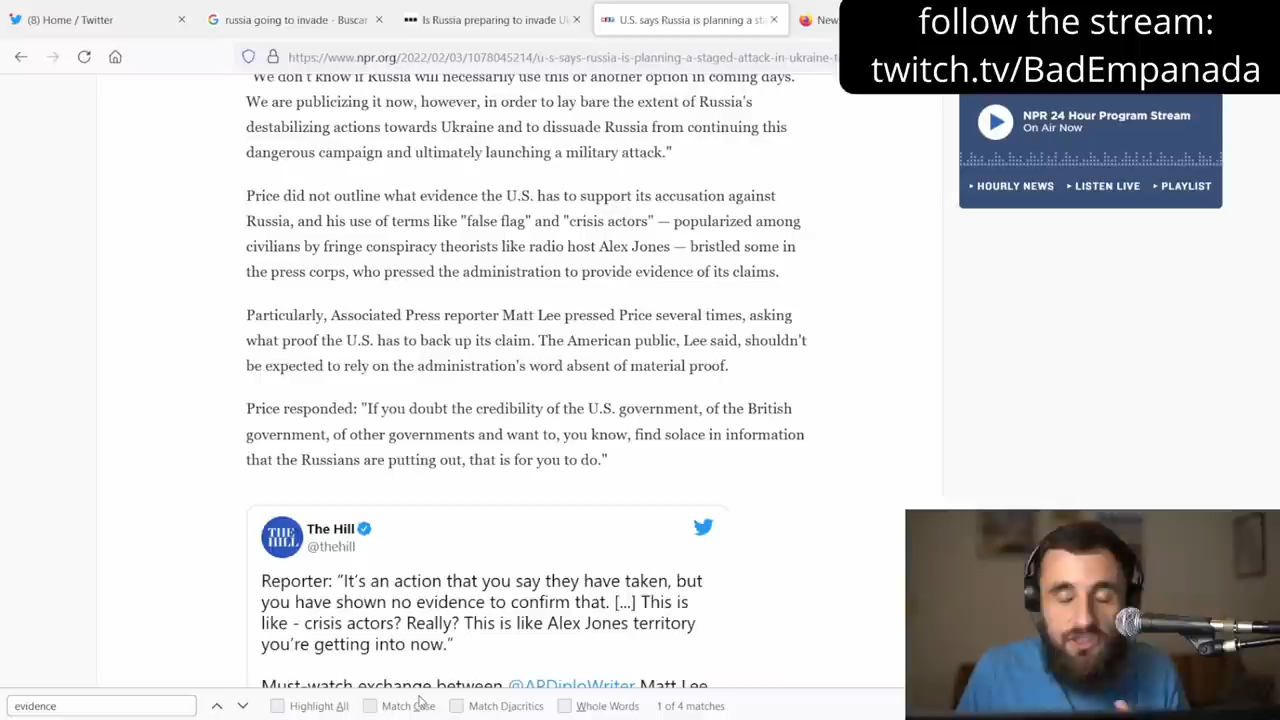 (8) Home / Twitter
russia going to invade - Buscar
Is Russia preparing to invade U
U.S. says Russia is planning a sta
New
follow the stream:
twitch.tv/BadEmpanada
https://www.npr.org/2022/02/03/1078045214/u-s-says-russia-is-planning-a-staged-attack-in-ukraine-
"We don't know if Russia will necessarily use this or another option in coming days.
We are publicizing it now, however, in order to lay bare the extent of Russia's
destabilizing actions towards Ukraine and to dissuade Russia from continuing this
dangerous campaign and ultimately launching a military attack."
Price did not outline what evidence the U.S. has to support its accusation against
Russia, and his use of terms like "false flag" and "crisis actors" — popularized among
civilians by fringe conspiracy theorists like radio host Alex Jones — bristled some in
the press corps, who pressed the administration to provide evidence of its claims.
Particularly, Associated Press reporter Matt Lee pressed Price several times, asking
what proof the U.S. has to back up its claim. The American public, Lee said, shouldn't
be expected to rely on the administration's word absent of material proof.
Price responded: "If you doubt the credibility of the U.S. government, of the British
government, of other governments and want to, you know, find solace in information
that the Russians are putting out, that is for you to do."
NPR 24 Hour Program Stream
On Air Now
HOURLY NEWS
LISTEN LIVE
PLAYLIST
THE HILL
The Hill
@thehill
Reporter: "It's an action that you say they have taken, but
you have shown no evidence to confirm that. [...] This is
like - crisis actors? Really? This is like Alex Jones territory
you're getting into now."
Must-watch exchange between @APDiploWriter Matt Lee
evidence
Highlight All
Match Case
Match Diacritics
Whole Words
1 of 4 matches